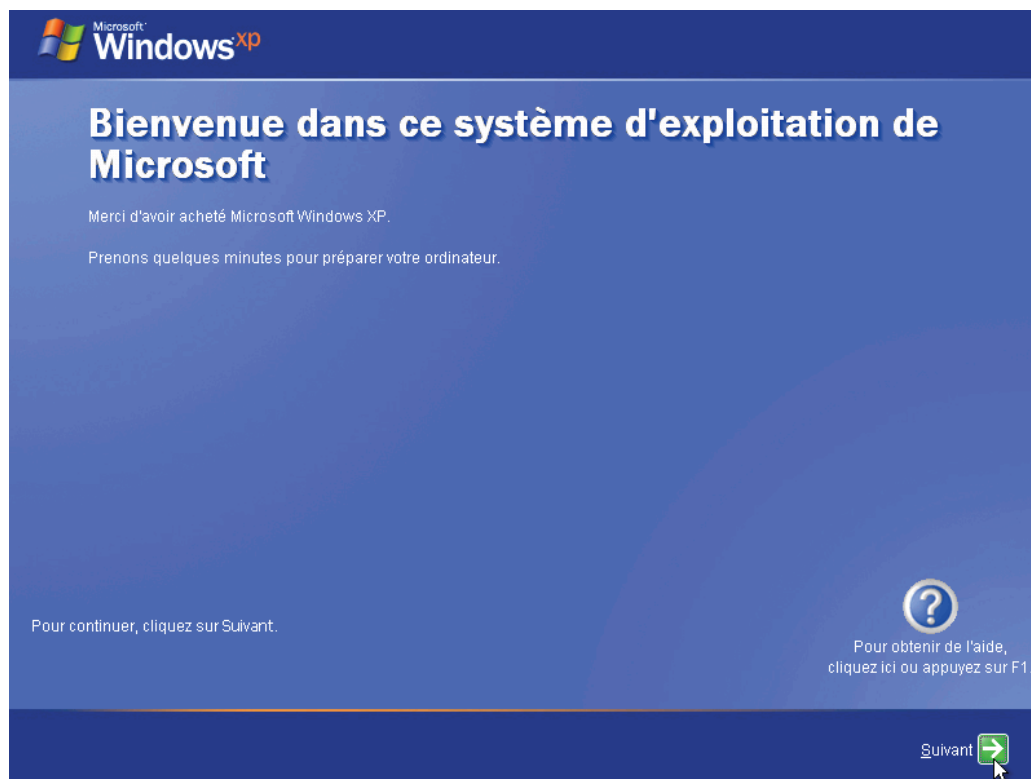 Microsoft
Windows xp
Bienvenue dans ce système d'exploitation de
Microsoft
Merci d'avoir acheté Microsoft Windows XP.
Prenons quelques minutes pour préparer votre ordinateur.
Pour continuer, cliquez sur Suivant.
Pour obtenir de l'aide,
cliquez ici ou appuyez sur F1
Suivant